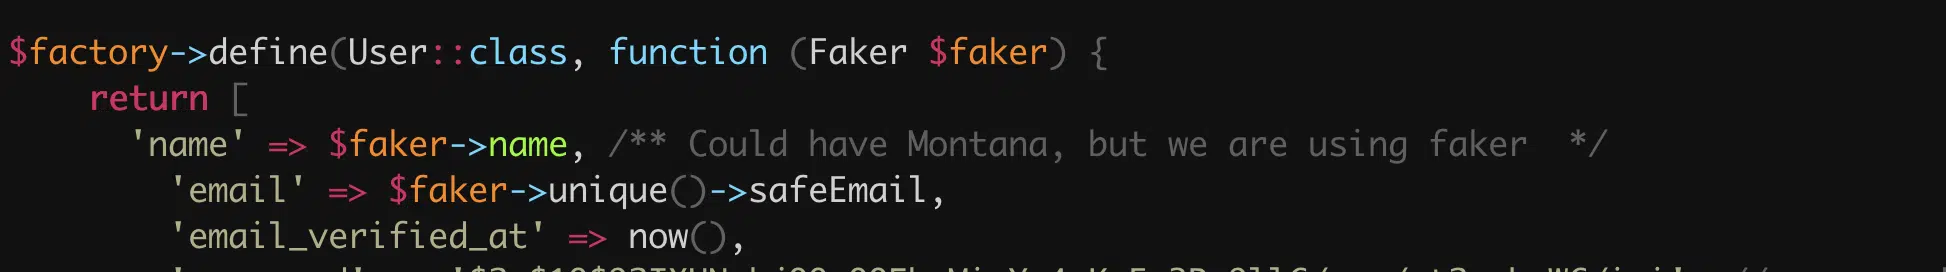 $factory->define(User::class, function (Faker $faker) {
return [
'name' => $faker->name, /** Could have Montana, but we are using faker  */
'email' => $faker->unique()->safeEmail,
'email_verified_at' => now(),